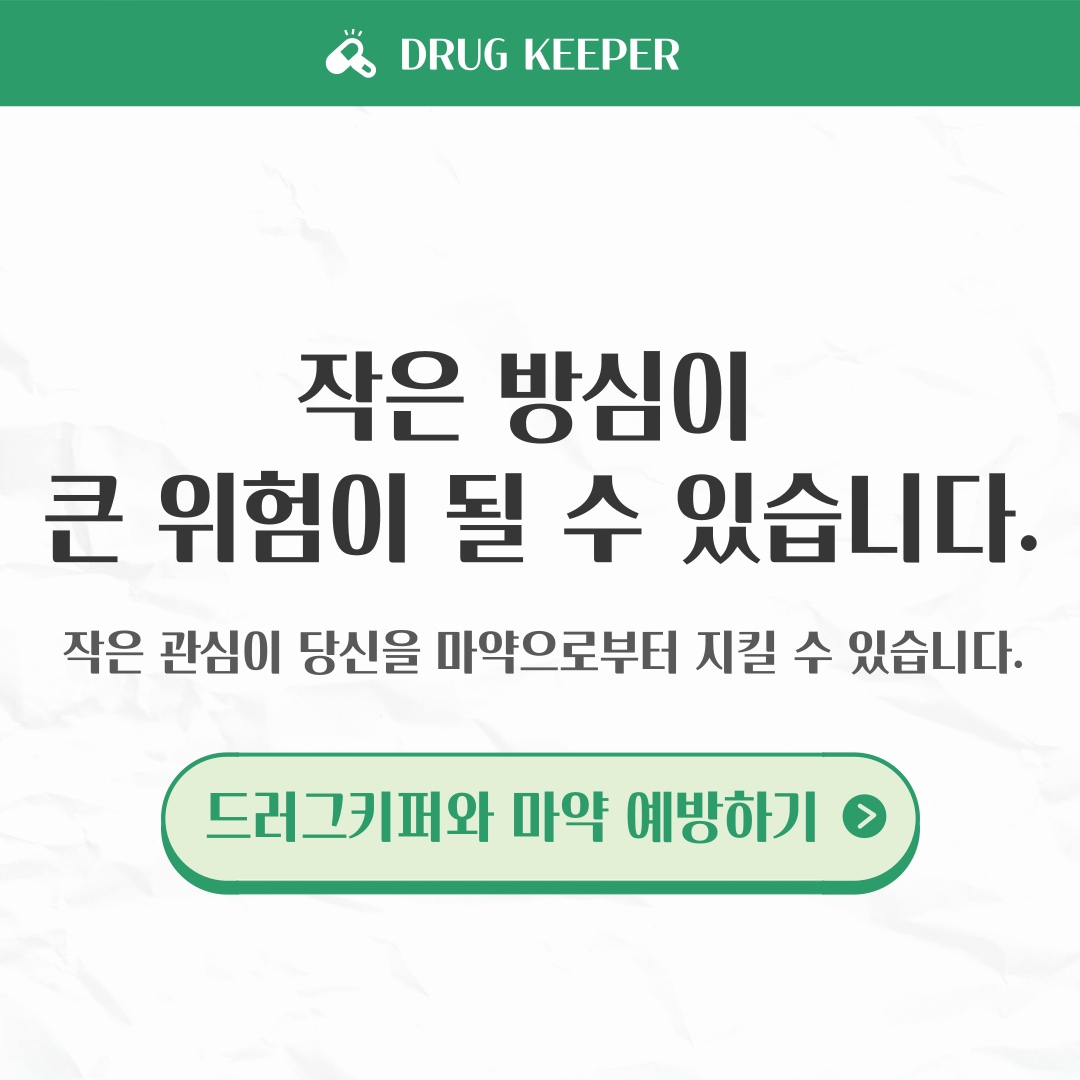 DRUG KEEPER
작은 방심이
큰 위험이 될 수 있습니다.
작은 관심이 당신을 마약으로부터 지킬 수 있습니다.
드러그키퍼와 마약 예방하기